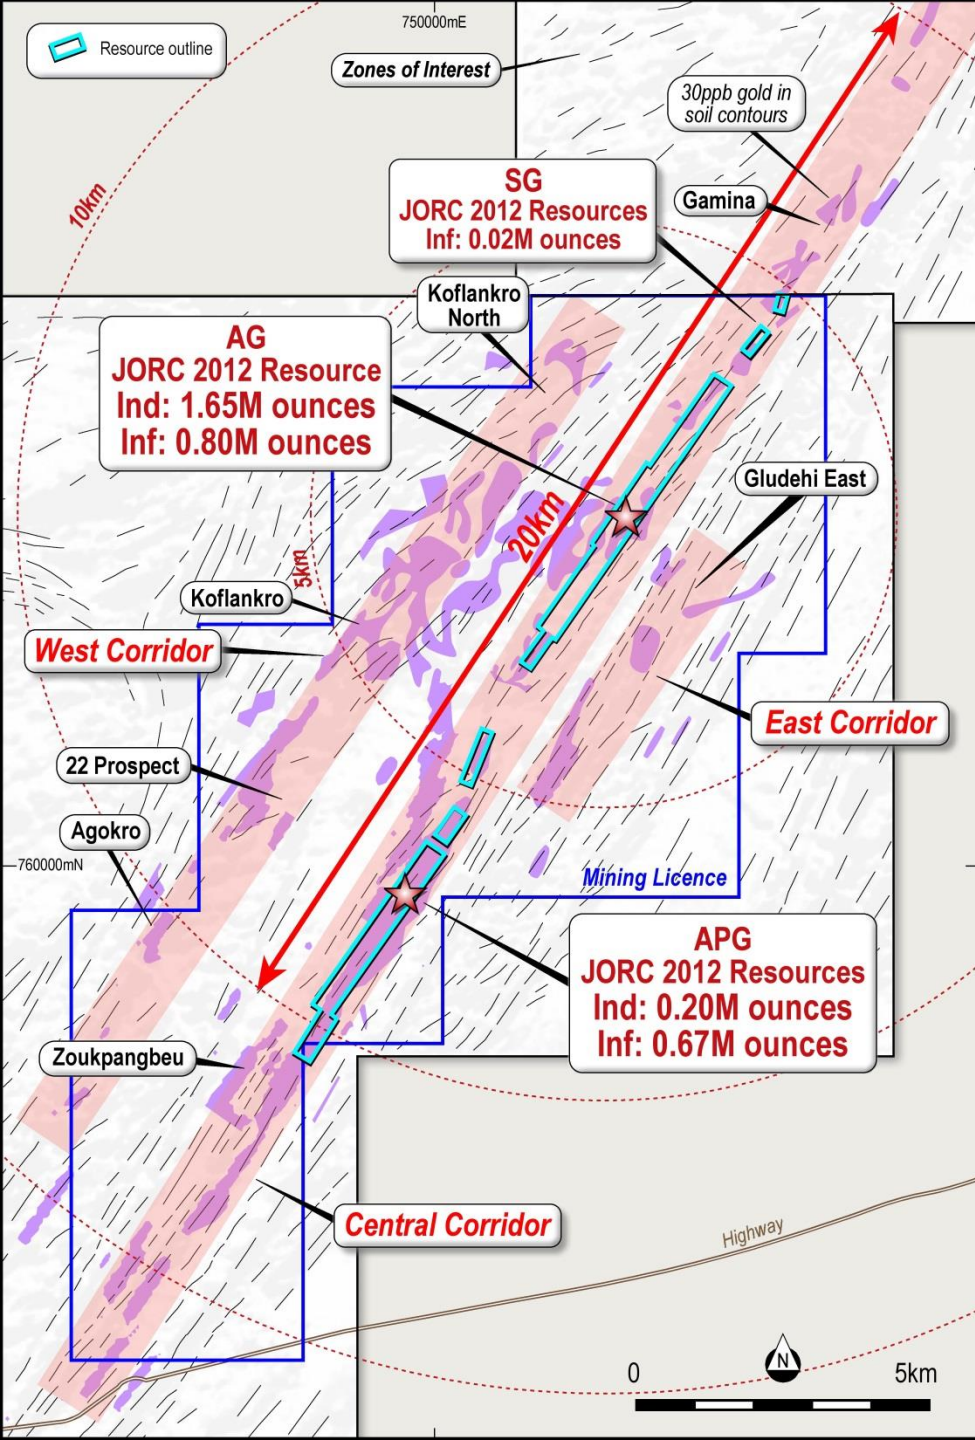 750000mE
Resource outline
Zones of Interest
30ppb gold in
soil contours
10km
SG
JORC 2012 Resources
Inf: 0.02M ounces
Gamina
Koflankro
North
AG
JORC 2012 Resource
Ind: 1.65M ounces
Inf: 0.80M ounces
Gludehi East
20km
5km
Koflankro
West Corridor
East Corridor
22 Prospect
Agokro
760000mN
Mining Licence
APG
JORC 2012 Resources
Ind: 0.20M ounces
Inf: 0.67M ounces
Zoukpangbeu
Central Corridor
Highway
N
0
5km